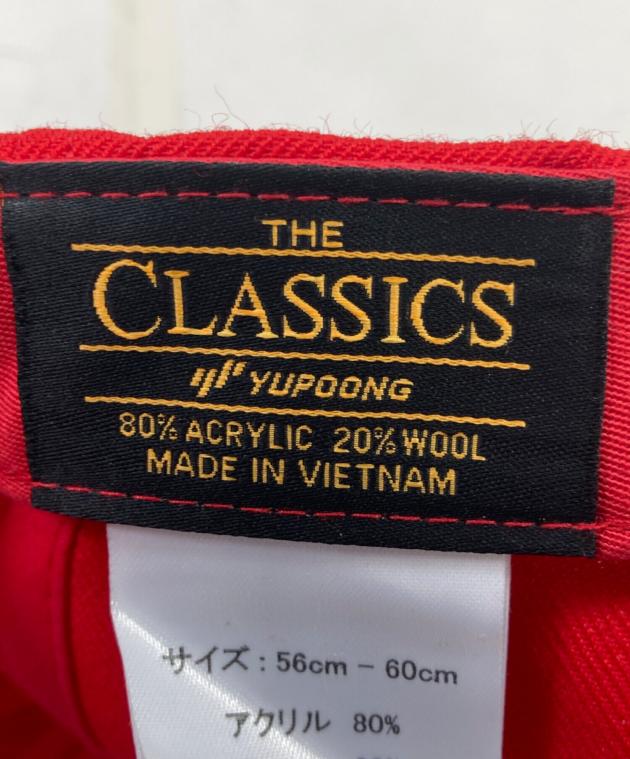 THE
CLASSICS
YUPOONG
80% ACRYLIC 20% WOOL
MADE IN VIETNAM
サイズ : 56cm - 60cm
アクリル 80%